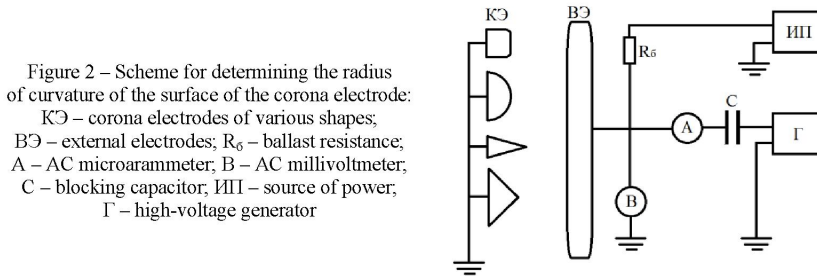 Figure 2 – Scheme for determining the radius
of curvature of the surface of the corona electrode:
КЭ – corona electrodes of various shapes;
ВЭ – external electrodes; Rб – ballast resistance;
A – AC microarammeter; B – AC millivoltmeter;
C – blocking capacitor; ИП – source of power;
Г – high-voltage generator
КЭ
ВЭ
Rб
ИП
A
C
Г
B